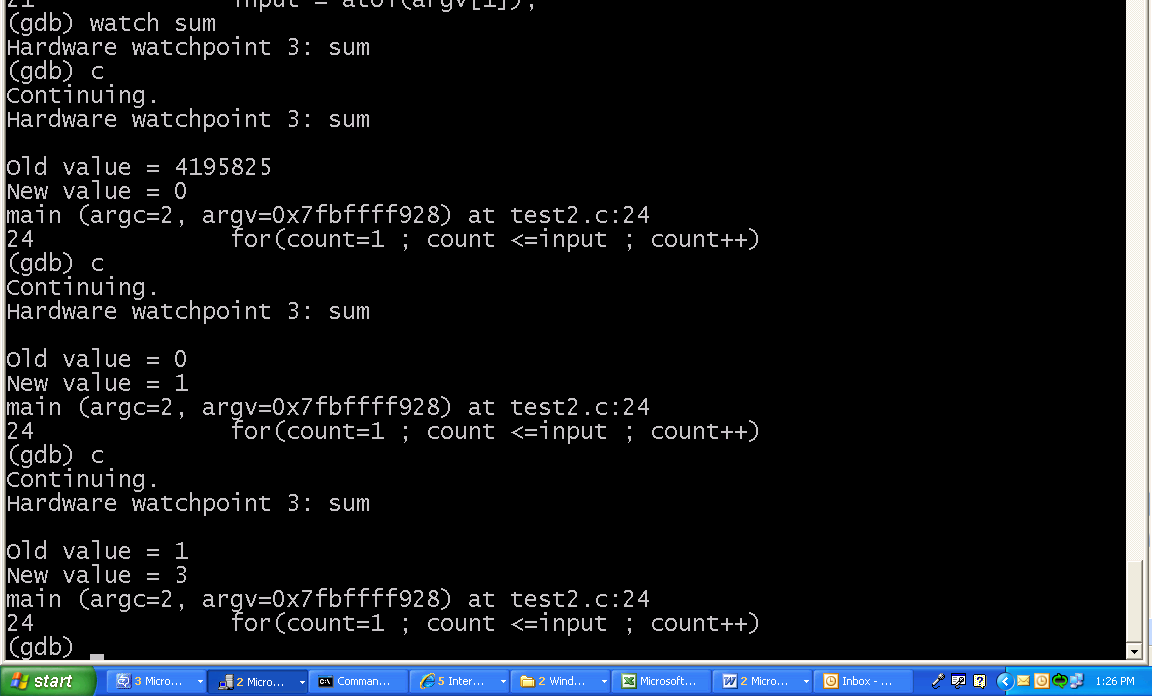 21              input = atof(argv[1]);
(gdb) watch sum
Hardware watchpoint 3: sum
(gdb) c
Continuing.
Hardware watchpoint 3: sum
Old value = 4195825
New value = 0
main (argc=2, argv=0x7fbffff928) at test2.c:24
24              for(count=1 ; count <=input ; count++)
(gdb) c
Continuing.
Hardware watchpoint 3: sum
Old value = 0
New value = 1
main (argc=2, argv=0x7fbffff928) at test2.c:24
24              for(count=1 ; count <=input ; count++)
(gdb) c
Continuing.
Hardware watchpoint 3: sum
Old value = 1
New value = 3
main (argc=2, argv=0x7fbffff928) at test2.c:24
24              for(count=1 ; count <=input ; count++)
(gdb)
start 3 Micro... 2 Micro... Comman... 5 Inter... 2 Wind... Microsoft... 2 Micro... Inbox - ... 1:26 PM